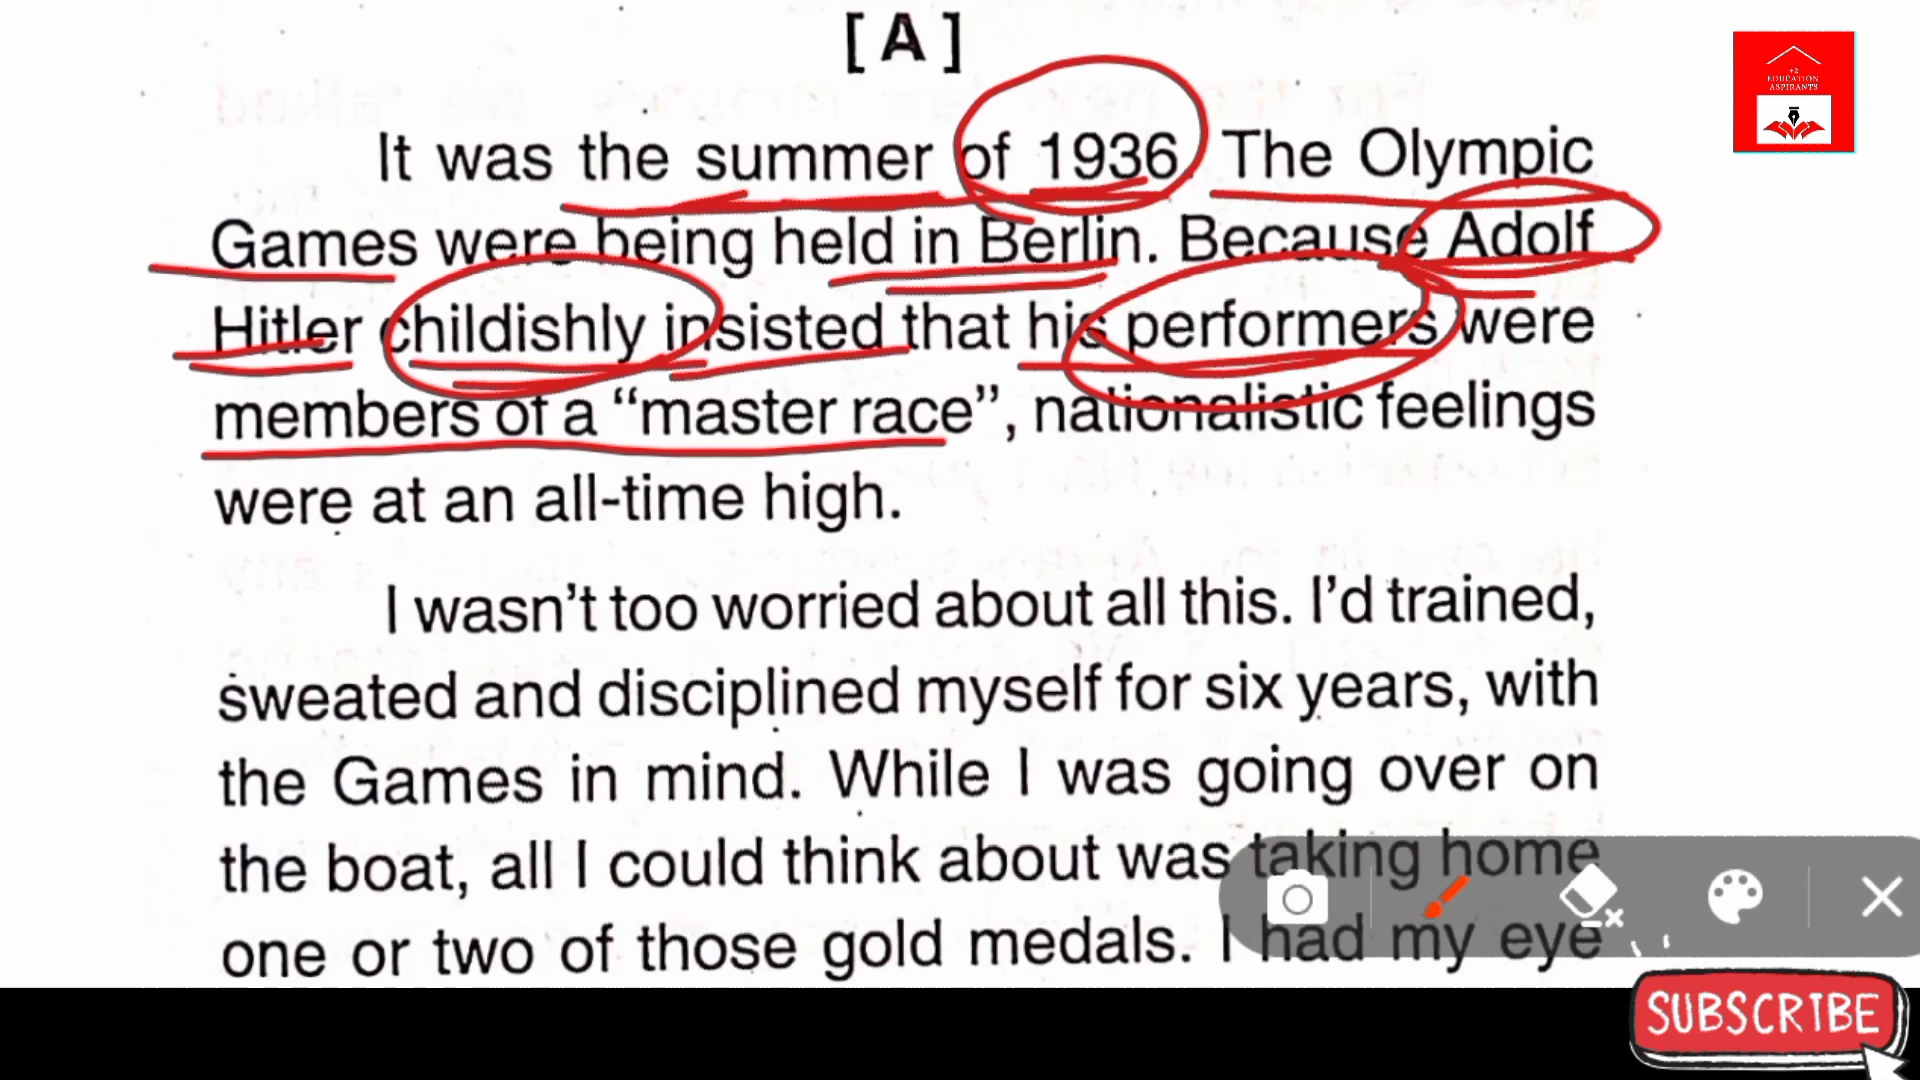 [ A ]
It was the summer of 1936. The Olympic
Games were being held in Berlin. Because Adolf
Hitler childishly insisted that his performers were
members of a “master race”, nationalistic feelings
were at an all-time high.
I wasn’t too worried about all this. I’d trained,
sweated and disciplined myself for six years, with
the Games in mind. While I was going over on
the boat, all I could think about was taking home
one or two of those gold medals. I had my eye
+2
EDUCATION
ASPIRANTS
SUBSCRIBE